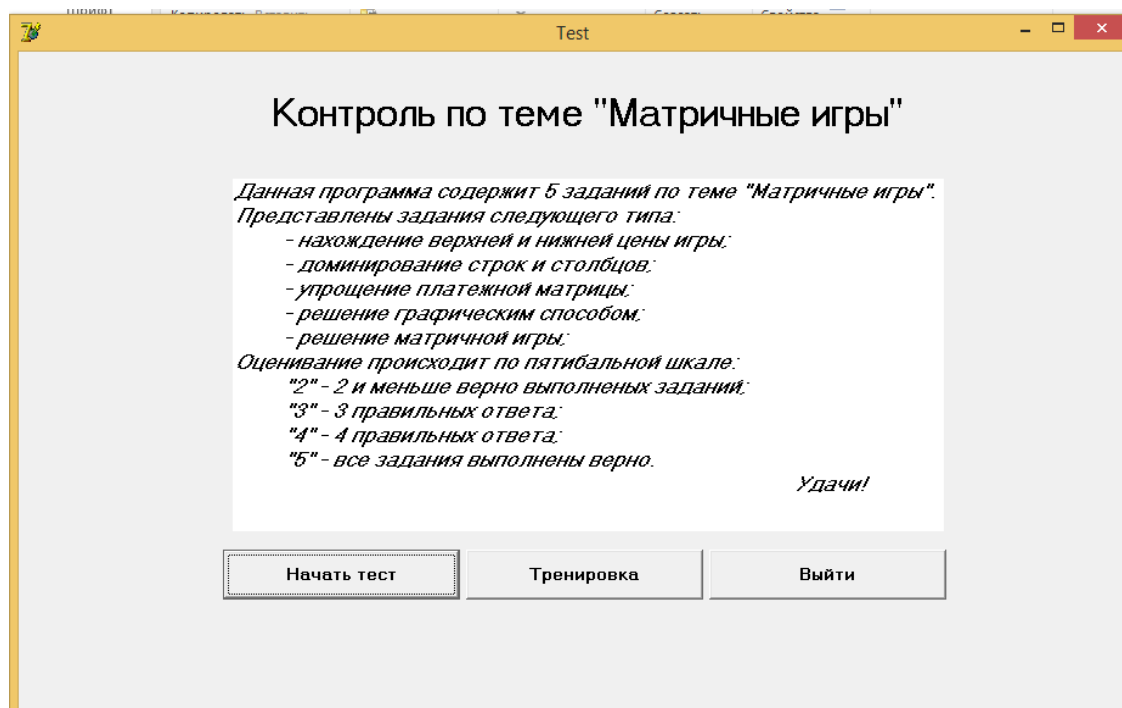 Копировать Вставить
Test
Контроль по теме "Матричные игры"
Данная программа содержит 5 заданий по теме "Матричные игры".
Представлены задания следующего типа:
- нахождение верхней и нижней цены игры;
- доминирование строк и столбцов;
- упрощение платежной матрицы;
- решение графическим способом;
- решение матричной игры;
Оценивание происходит по пятибальной шкале:
"2" - 2 и меньше верно выполненых заданий;
"3" - 3 правильных ответа;
"4" - 4 правильных ответа;
"5" - все задания выполнены верно.
Удачи!
Начать тест
Тренировка
Выйти